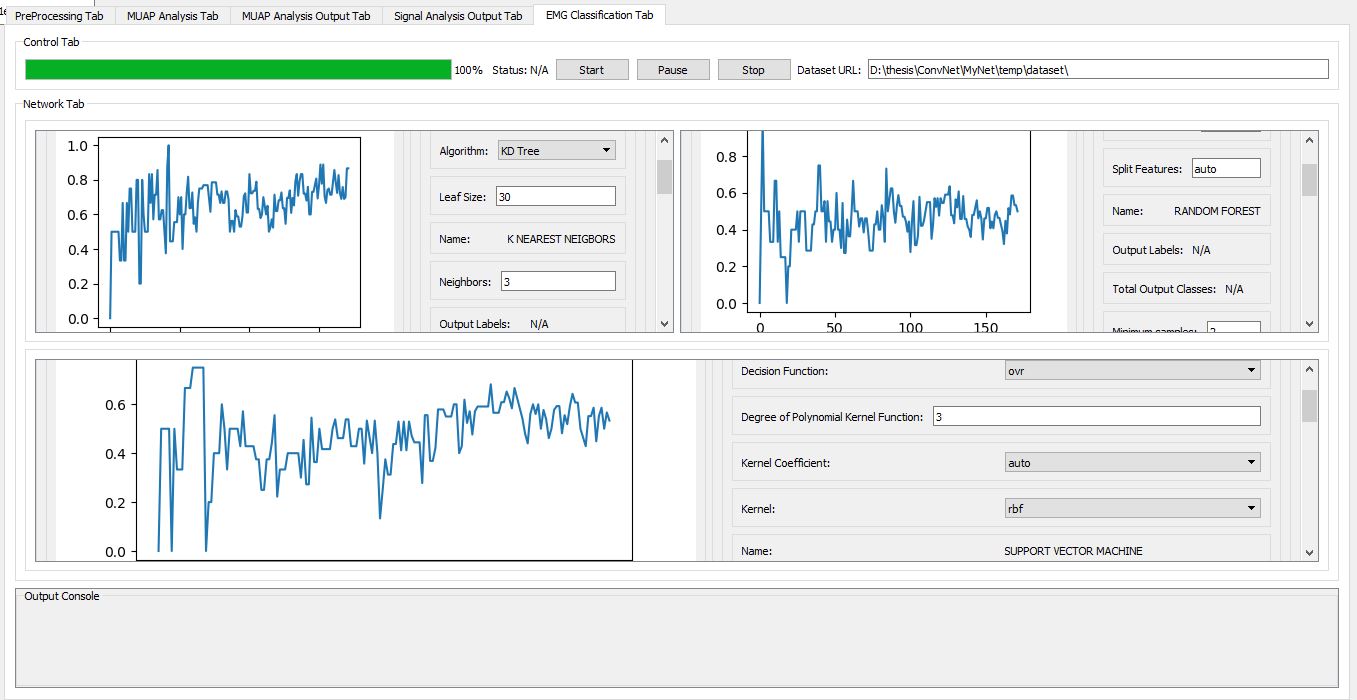 PreProcessing Tab MUAP Analysis Tab MUAP Analysis Output Tab Signal Analysis Output Tab EMG Classification Tab
Control Tab
100% Status: N/A Start Pause Stop Dataset URL: D:\thesis\ConvNet\MyNet\temp\dataset\
Network Tab
1.0
0.8
0.6
0.4
0.2
0.0
Algorithm: KD Tree
Leaf Size: 30
Name: K NEAREST NEIGBORS
Neighbors: 3
Output Labels: N/A
0.8
0.6
0.4
0.2
0.0
0 50 100 150
Split Features: auto
Name: RANDOM FOREST
Output Labels: N/A
Total Output Classes: N/A
Minimum samples: 2
0.6
0.4
0.2
0.0
Decision Function: ovr
Degree of Polynomial Kernel Function: 3
Kernel Coefficient: auto
Kernel: rbf
Name: SUPPORT VECTOR MACHINE
Output Console